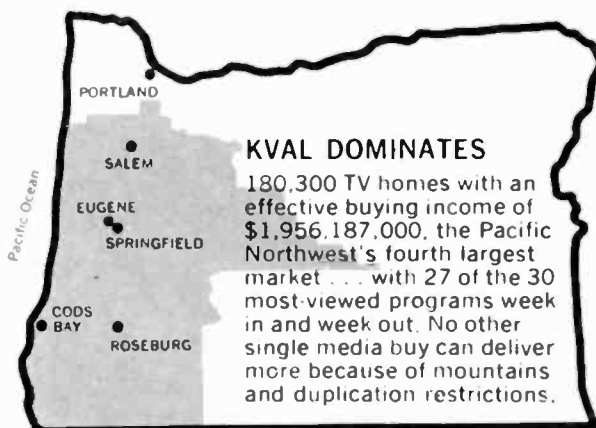 PORTLAND
SALEM
Pacific Ocean
EUGENE
SPRINGFIELD
CODS
BAY
ROSEBURG
KVAL DOMINATES
180,300 TV homes with an
effective buying income of
$1,956,187,000, the Pacific
Northwest's fourth largest
market ... with 27 of the 30
most-viewed programs week
in and week out. No other
single media buy can deliver
more because of mountains
and duplication restrictions.